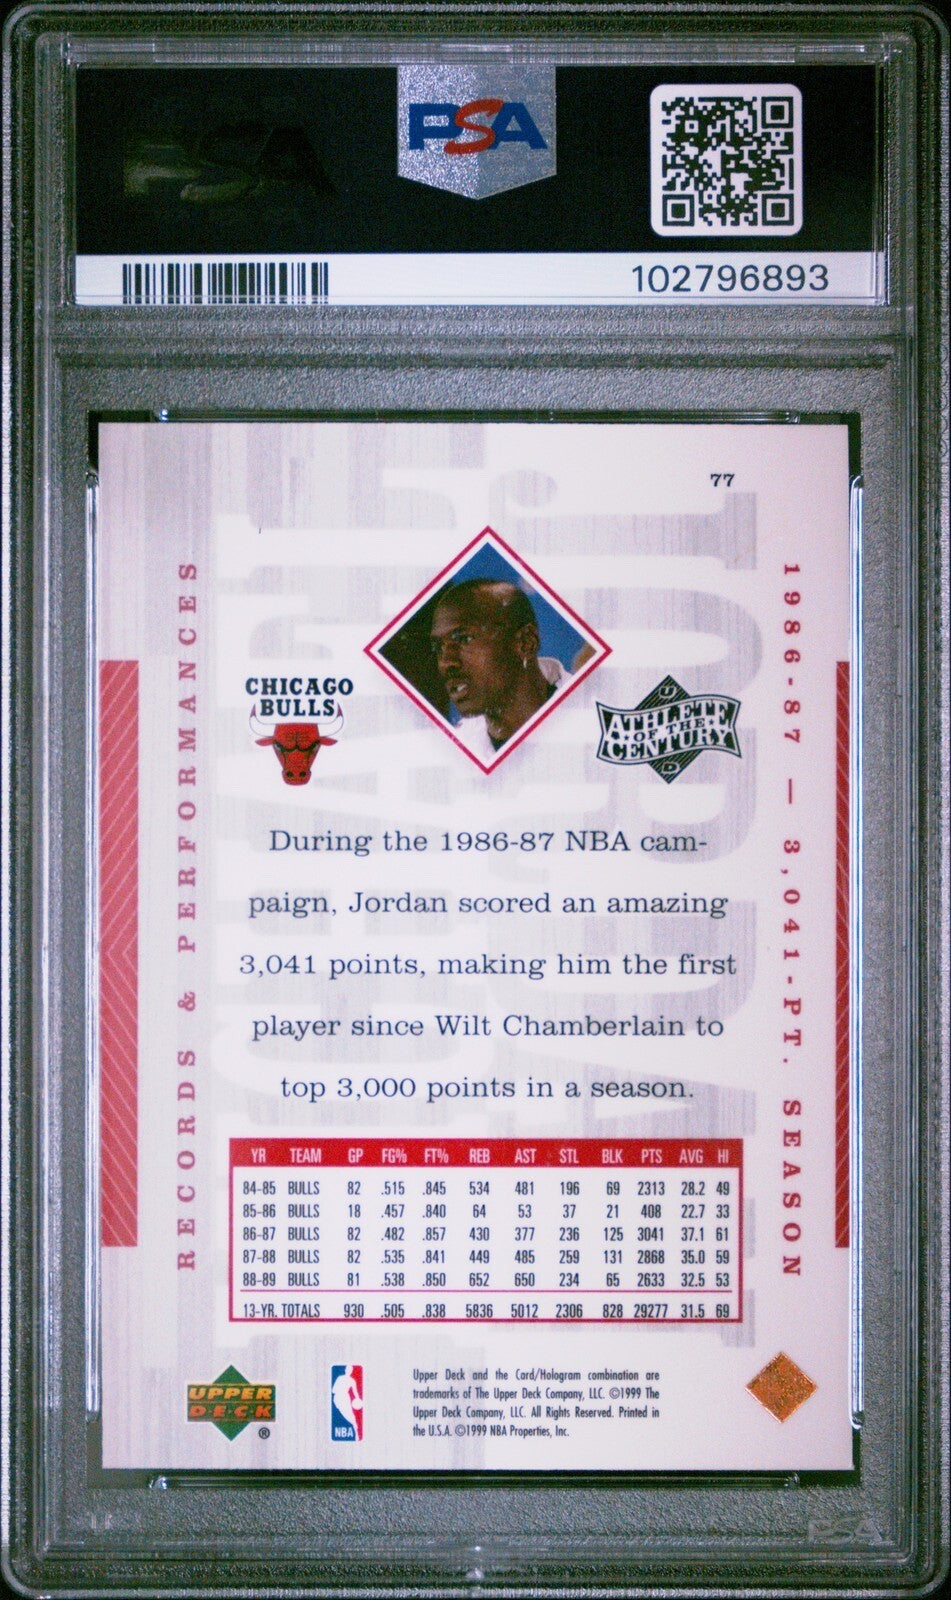 PSA
102796893
77
CHICAGO
BULLS
ATHLETE
OF THE
CENTURY
U
D
RECORDS & PERFORMANCES
1986-87 — 3,041-PT. SEASON
During the 1986-87 NBA cam-
paign, Jordan scored an amazing
3,041 points, making him the first
player since Wilt Chamberlain to
top 3,000 points in a season.
YR TEAM GP FG% FT% REB AST STL BLK PTS AVG HI
84-85 BULLS 82 .515 .845 534 481 196 69 2313 28.2 49
85-86 BULLS 18 .457 .840 64 53 37 21 408 22.7 33
86-87 BULLS 82 .482 .857 430 377 236 125 3041 37.1 61
87-88 BULLS 82 .535 .841 449 485 259 131 2868 35.0 59
88-89 BULLS 81 .538 .850 652 650 234 65 2633 32.5 53
13-YR. TOTALS 930 .505 .838 5836 5012 2306 828 29277 31.5 69
UPPER
DECK
®
NBA
Upper Deck and the Card/Hologram combination are
trademarks of The Upper Deck Company, LLC. ©1999 The
Upper Deck Company, LLC. All Rights Reserved. Printed in
the U.S.A. ©1999 NBA Properties, Inc.
PSA